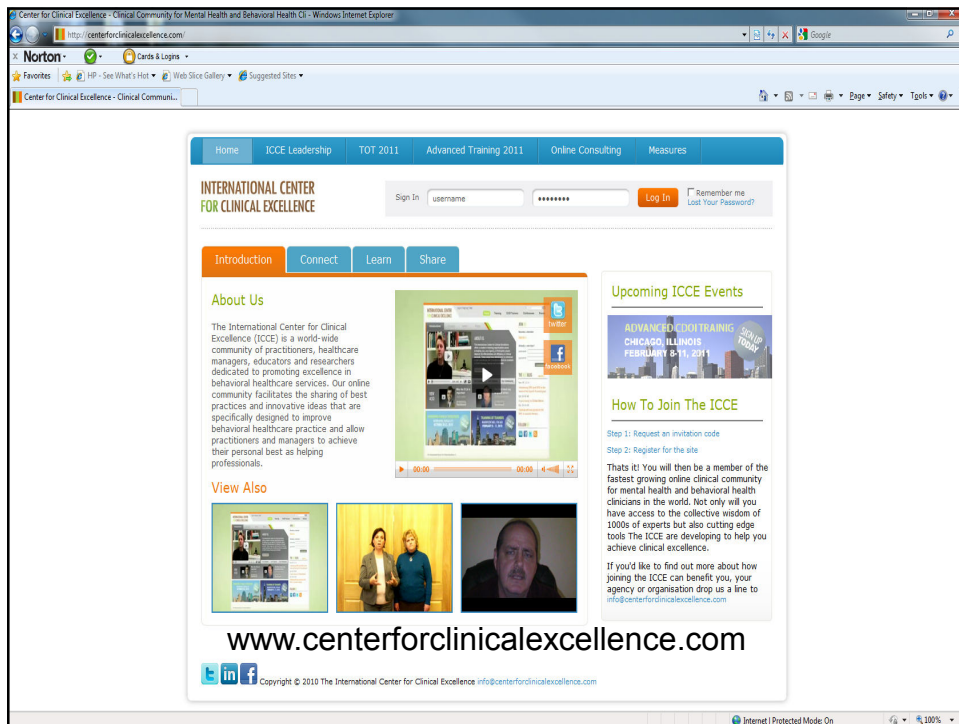 Center for Clinical Excellence - Clinical Community for Mental Health and Behavioral Health Cli - Windows Internet Explorer
http://centerforclinicalexcellence.com/
Google
x Norton
Cards & Logins
Favorites HP - See What's Hot Web Slice Gallery Suggested Sites
Center for Clinical Excellence - Clinical Communi...
Page Safety Tools
Home ICCE Leadership TOT 2011 Advanced Training 2011 Online Consulting Measures
INTERNATIONAL CENTER
FOR CLINICAL EXCELLENCE
Sign In username Log In Remember me
Lost Your Password?
Introduction Connect Learn Share
About Us
The International Center for Clinical
Excellence (ICCE) is a world-wide
community of practitioners, healthcare
managers, educators and researchers
dedicated to promoting excellence in
behavioral healthcare services. Our online
community facilitates the sharing of best
practices and innovative ideas that are
specifically designed to improve
behavioral healthcare practice and allow
practitioners and managers to achieve
their personal best as helping
professionals.
twitter
facebook
00:00 00:00
View Also
Upcoming ICCE Events
ADVANCED CDOI TRAINIG
CHICAGO, ILLINOIS
FEBRUARY 8-11, 2011
SIGN UP
TODAY
How To Join The ICCE
Step 1: Request an invitation code
Step 2: Register for the site
Thats it! You will then be a member of the
fastest growing online clinical community
for mental health and behavioral health
clinicians in the world. Not only will you
have access to the collective wisdom of
1000s of experts but also cutting edge
tools The ICCE are developing to help you
achieve clinical excellence.
If you'd like to find out more about how
joining the ICCE can benefit you, your
agency or organisation drop us a line to
info@centerforclinicalexcellence.com
www.centerforclinicalexcellence.com
Copyright © 2010 The International Center for Clinical Excellence info@centerforclinicalexcellence.com
Internet | Protected Mode: On 100%